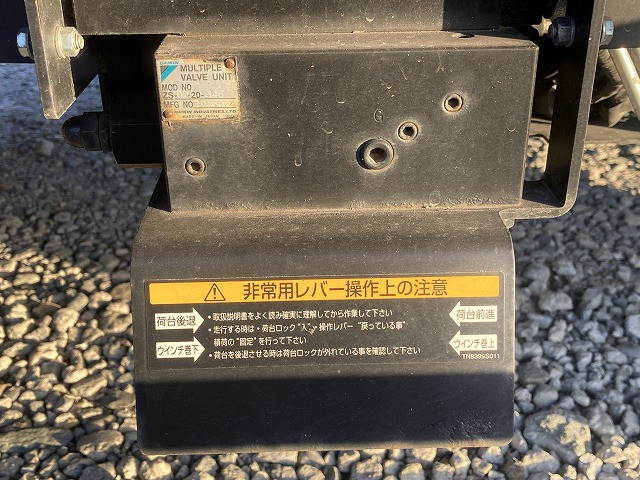 DAIKIN
MULTIPLE
VALVE UNIT
MOD NO
ZS- -20-
MFG NO
DAIKIN INDUSTRIES, LTD.
MADE IN JAPAN
G
非常用レバー操作上の注意
荷台後退
ウインチ巻下
・取扱説明書をよく読み確実に理解してから作業して下さい
・走行する時は・荷台ロック"入"・操作レバー "戻っている事"
積荷の "固定" を行って下さい
・荷台を後退させる時は荷台ロックが外れている事を確認して下さい
荷台前進
ウインチ巻上
TN9399S011